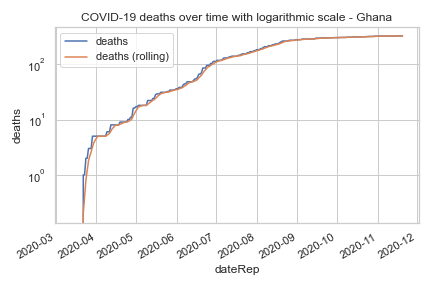 COVID-19 deaths over time with logarithmic scale - Ghana
deaths
deaths (rolling)
10²
10¹
10⁰
deaths
2020-03
2020-04
2020-05
2020-06
2020-07
2020-08
2020-09
2020-10
2020-11
2020-12
dateRep